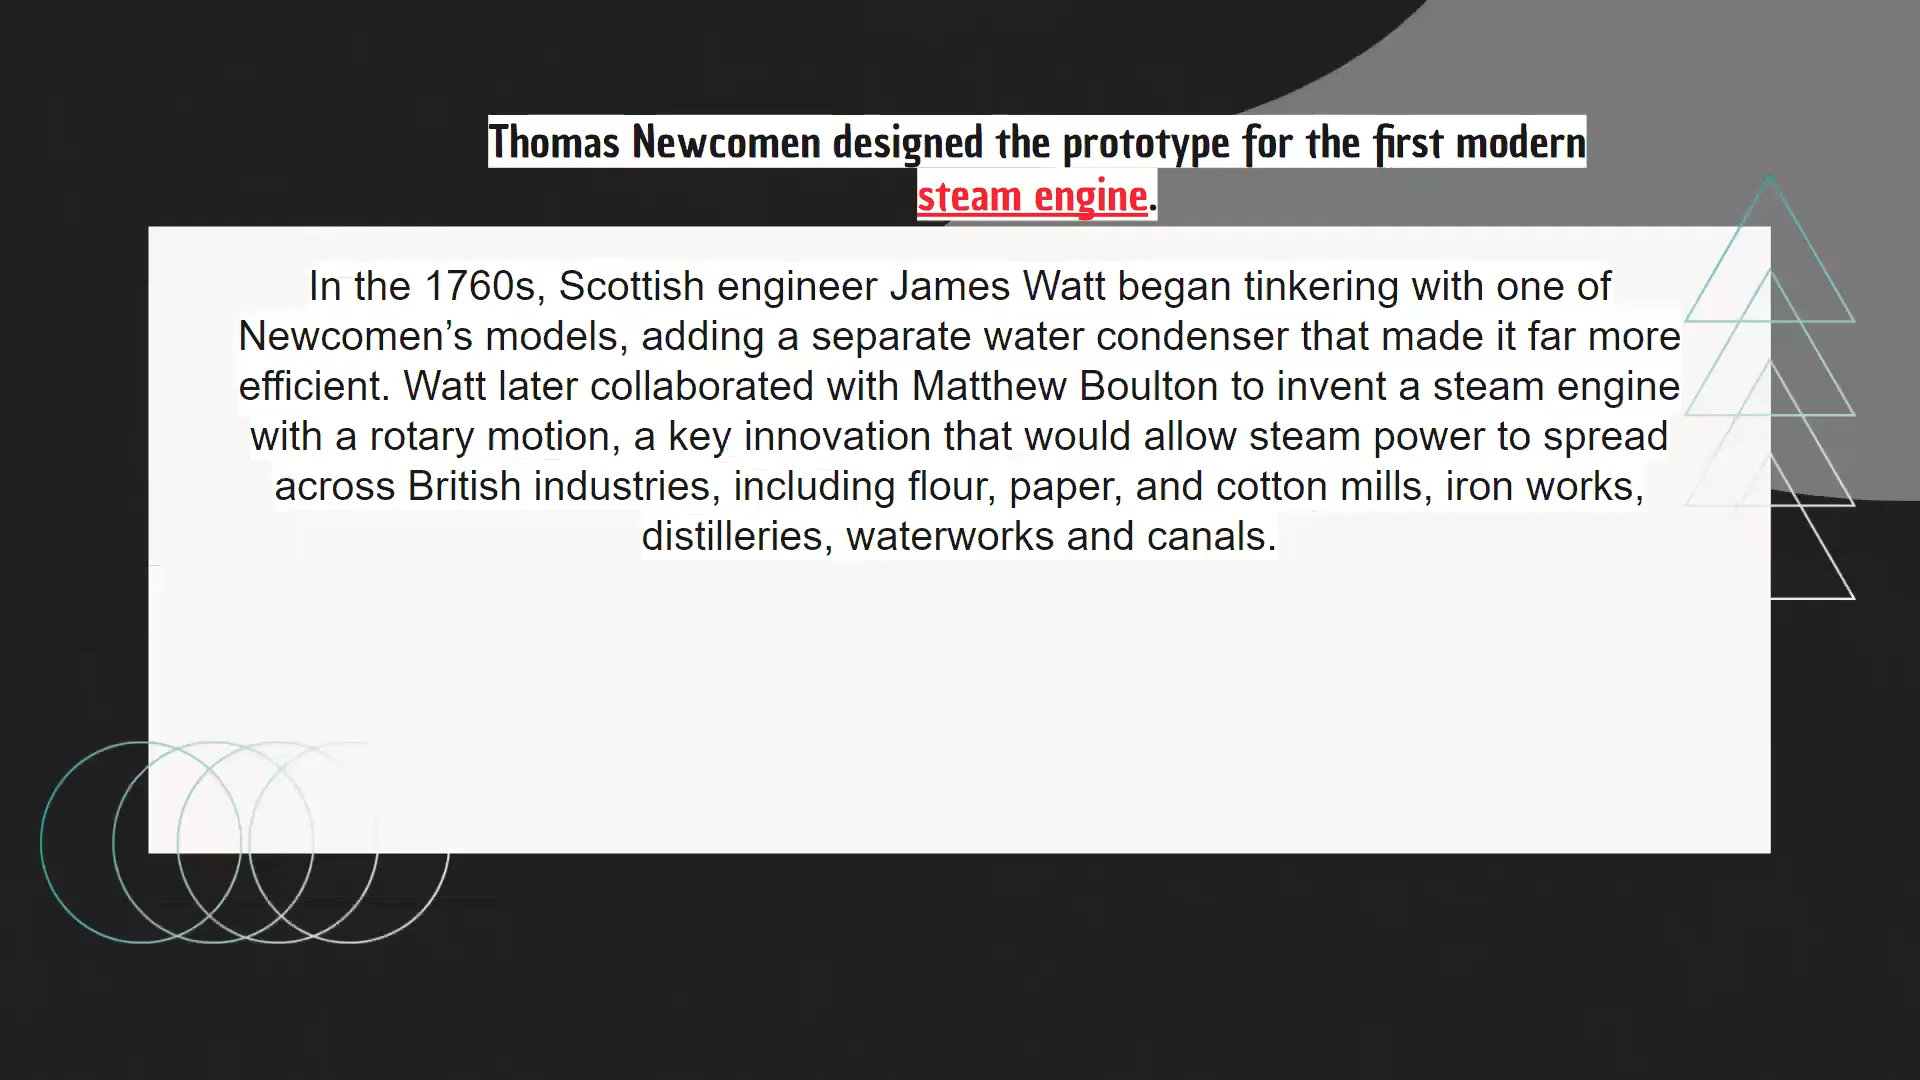 Thomas Newcomen designed the prototype for the first modern
steam engine.
In the 1760s, Scottish engineer James Watt began tinkering with one of
Newcomen’s models, adding a separate water condenser that made it far more
efficient. Watt later collaborated with Matthew Boulton to invent a steam engine
with a rotary motion, a key innovation that would allow steam power to spread
across British industries, including flour, paper, and cotton mills, iron works,
distilleries, waterworks and canals.